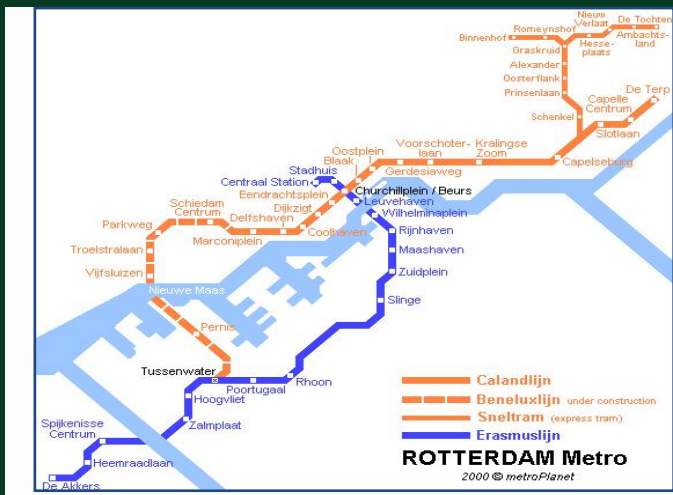 Nieuw
Verlaat
De Tochten
Romeynshof
Binnenhof
Hesse-
plaats
Ambachts-
land
Graskruid
Alexander
Oosterflank
Prinsenlaan
De Terp
Capelle
Centrum
Schenkel
Slotlaan
Oostplein
Blaak
Voorschoter-
laan
Kralingse
Zoom
Stadhuis
Gerdesiaweg
Capelseburg
Centraal Station
Eendrachtsplein
Churchillplein / Beurs
Leuvehaven
Schiedam
Centrum
Dijkzigt
Wilhelminaplein
Delfshaven
Parkweg
Marconiplein
Coolhaven
Rijnhaven
Troelstralaan
Maashaven
Vijfsluizen
Zuidplein
Nieuwe Maas
Slinge
Pernis
Tussenwater
Rhoon
Poortugaal
Hoogvliet
Zalmplaat
Spijkenisse
Centrum
Heemraadlaan
De Akkers
Calandlijn
Beneluxlijn under construction
Sneltram (express tram)
Erasmuslijn
ROTTERDAM Metro
2000 © metroPlanet